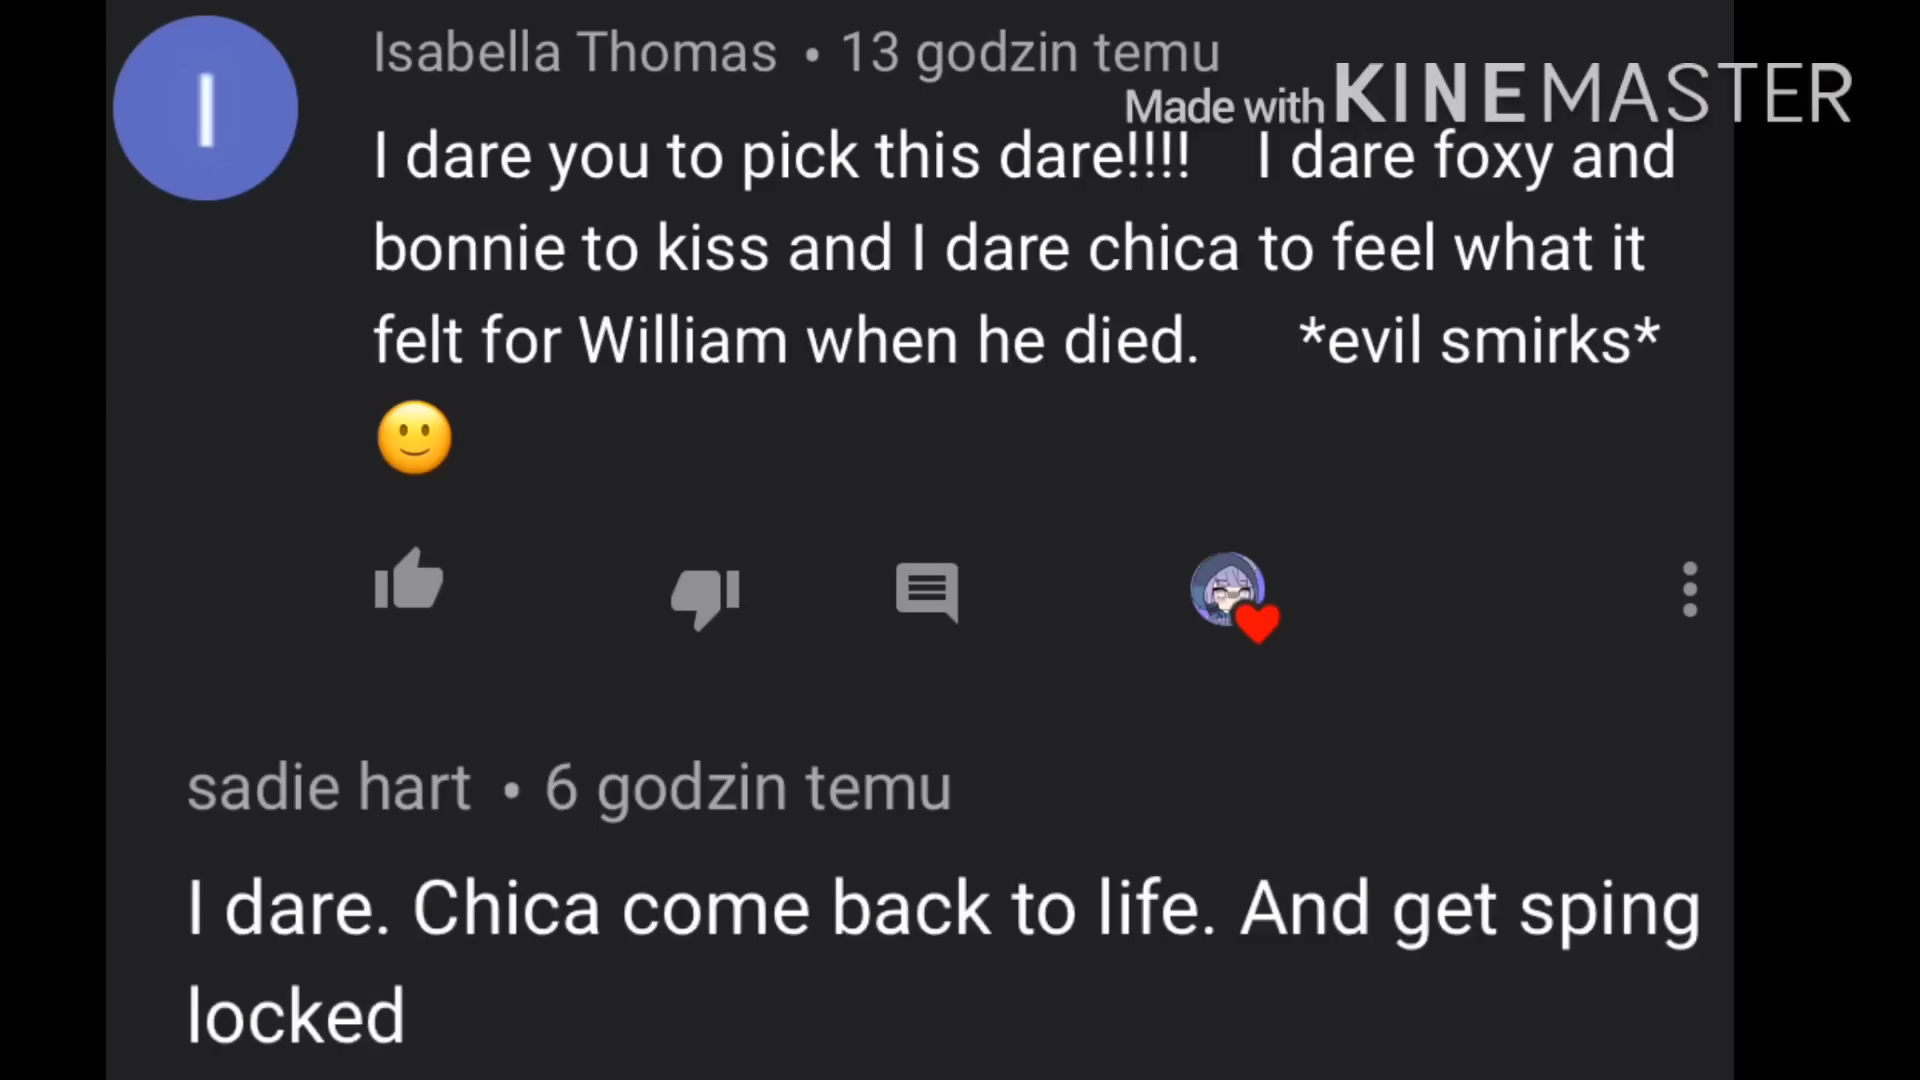 I
Isabella Thomas • 13 godzin temu
Made with KINEMASTER
I dare you to pick this dare!!!! I dare foxy and
bonnie to kiss and I dare chica to feel what it
felt for William when he died. *evil smirks*
🙂
sadie hart • 6 godzin temu
I dare. Chica come back to life. And get sping
locked